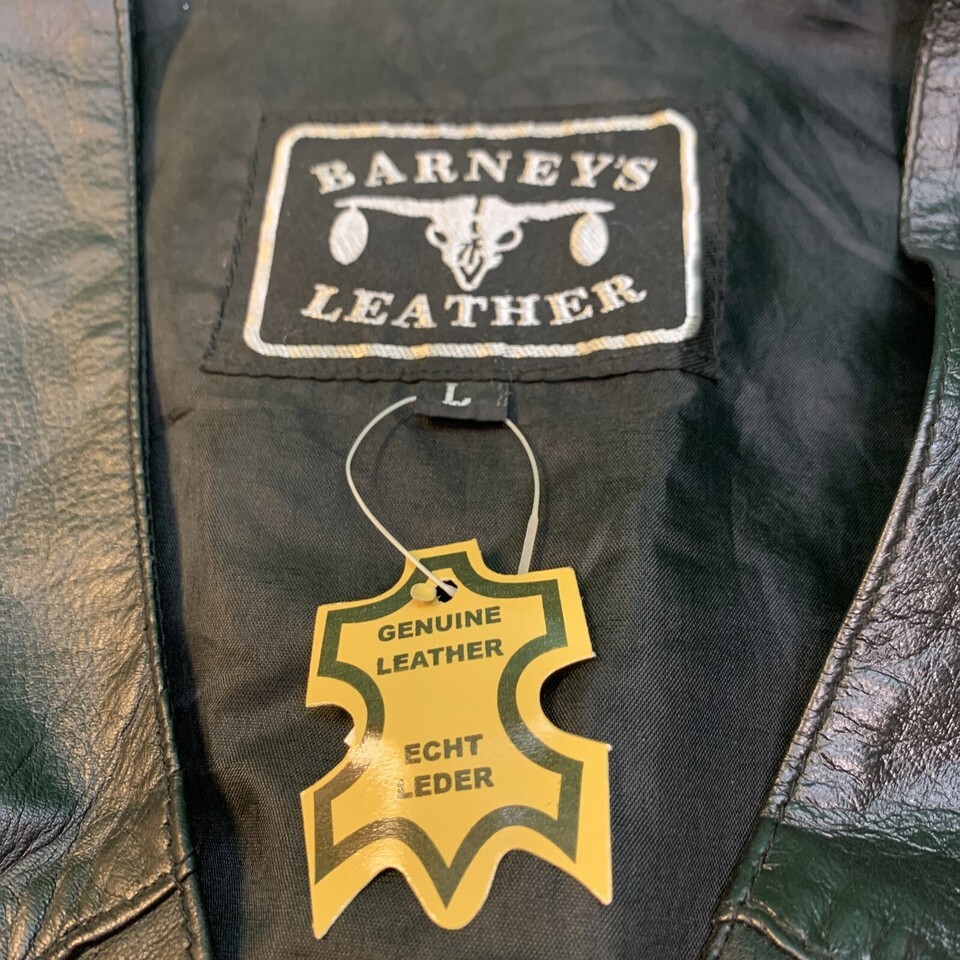 BARNEY'S
LEATHER
L
GENUINE
LEATHER
ECHT
LEDER